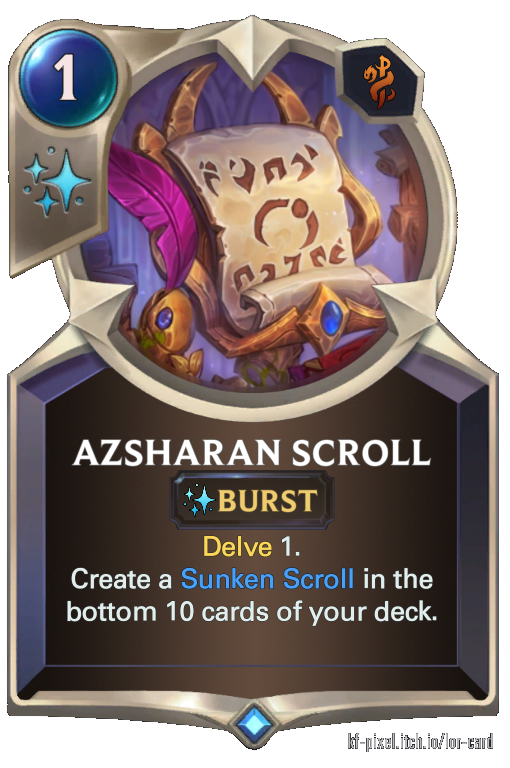 1
AZSHARAN SCROLL
BURST
Delve 1.
Create a Sunken Scroll in the
bottom 10 cards of your deck.
kf-pixel.itch.io/lor-card